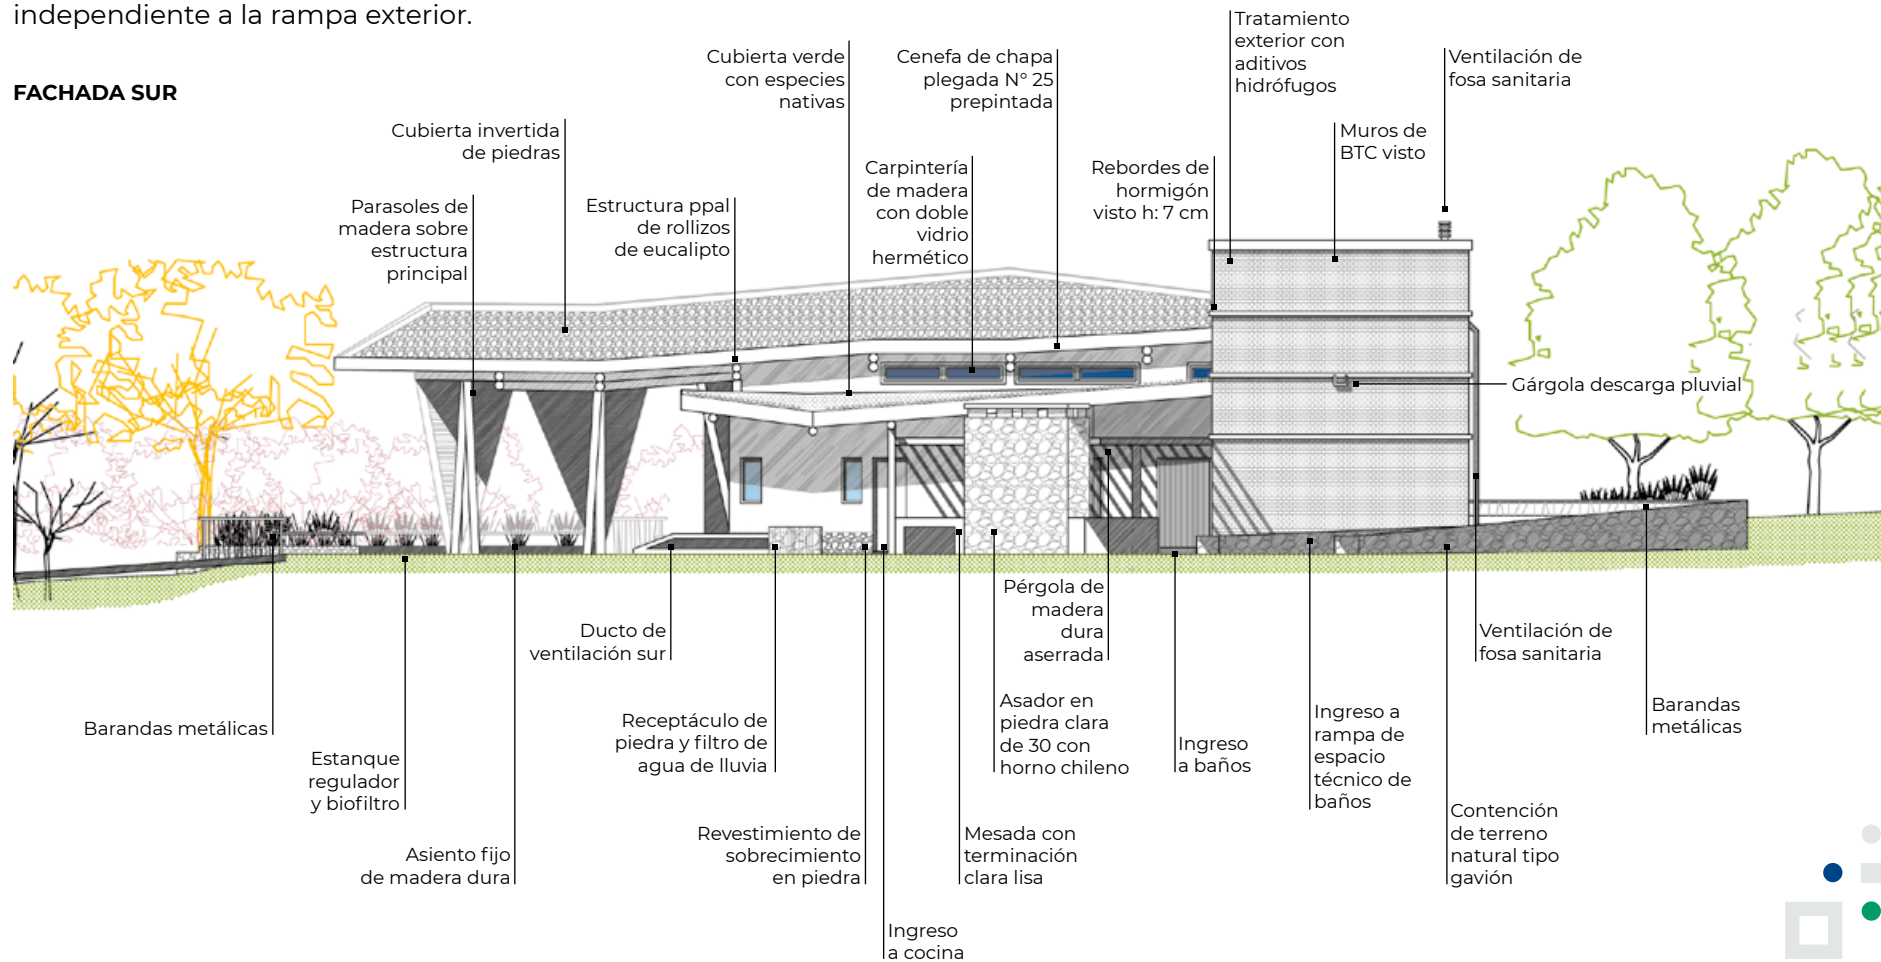 independiente a la rampa exterior.
FACHADA SUR
Cubierta invertida
de piedras
Parasoles de
madera sobre
estructura
principal
Estructura ppal
de rollizos
de eucalipto
Cubierta verde
con especies
nativas
Carpintería
de madera
con doble
vidrio
hermético
Cenefa de chapa
plegada N° 25
prepintada
Rebordes de
hormigón
visto h: 7 cm
Tratamiento
exterior con
aditivos
hidrófugos
Muros de
BTC visto
Ventilación de
fosa sanitaria
Gárgola descarga pluvial
Barandas metálicas
Estanque
regulador
y biofiltro
Asiento fijo
de madera dura
Ducto de
ventilación sur
Receptáculo de
piedra y filtro de
agua de lluvia
Revestimiento de
sobrecimiento
en piedra
Ingreso
a cocina
Mesada con
terminación
clara lisa
Asador en
piedra clara
de 30 con
horno chileno
Pérgola de
madera
dura
aserrada
Ingreso
a baños
Ingreso a
rampa de
espacio
técnico de
baños
Contención
de terreno
natural tipo
gavión
Ventilación de
fosa sanitaria
Barandas
metálicas